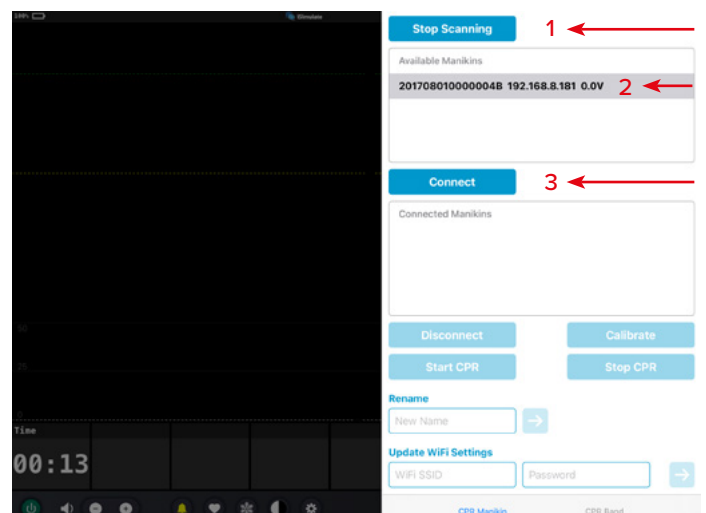 100%
iSimulate
50
25
0
Time
00:13
Stop Scanning
1
Available Manikins
201708010000004B 192.168.8.181 0.0V
2
Connect
3
Connected Manikins
Disconnect
Calibrate
Start CPR
Stop CPR
Rename
New Name
Update WiFi Settings
WiFi SSID
Password
CPR Manikin
CPR Band